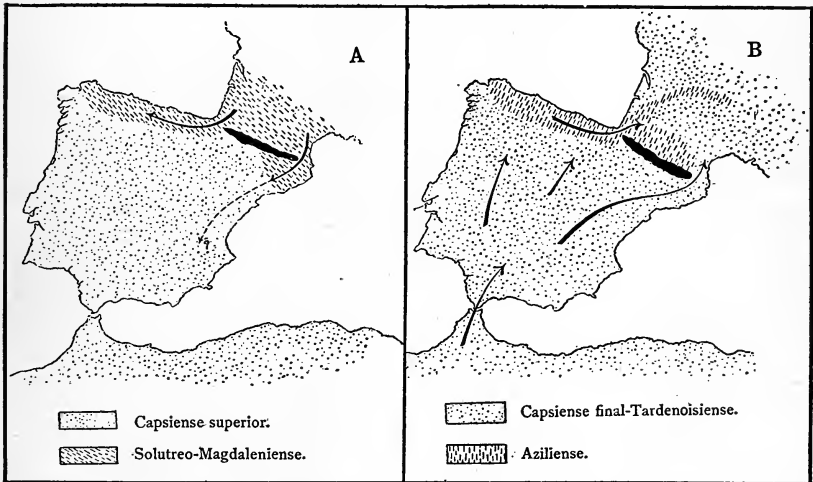 A
Capsiense superior.
Solutreo-Magdaleniense.
B
Capsiense final-Tardenoisiense.
Aziliense.